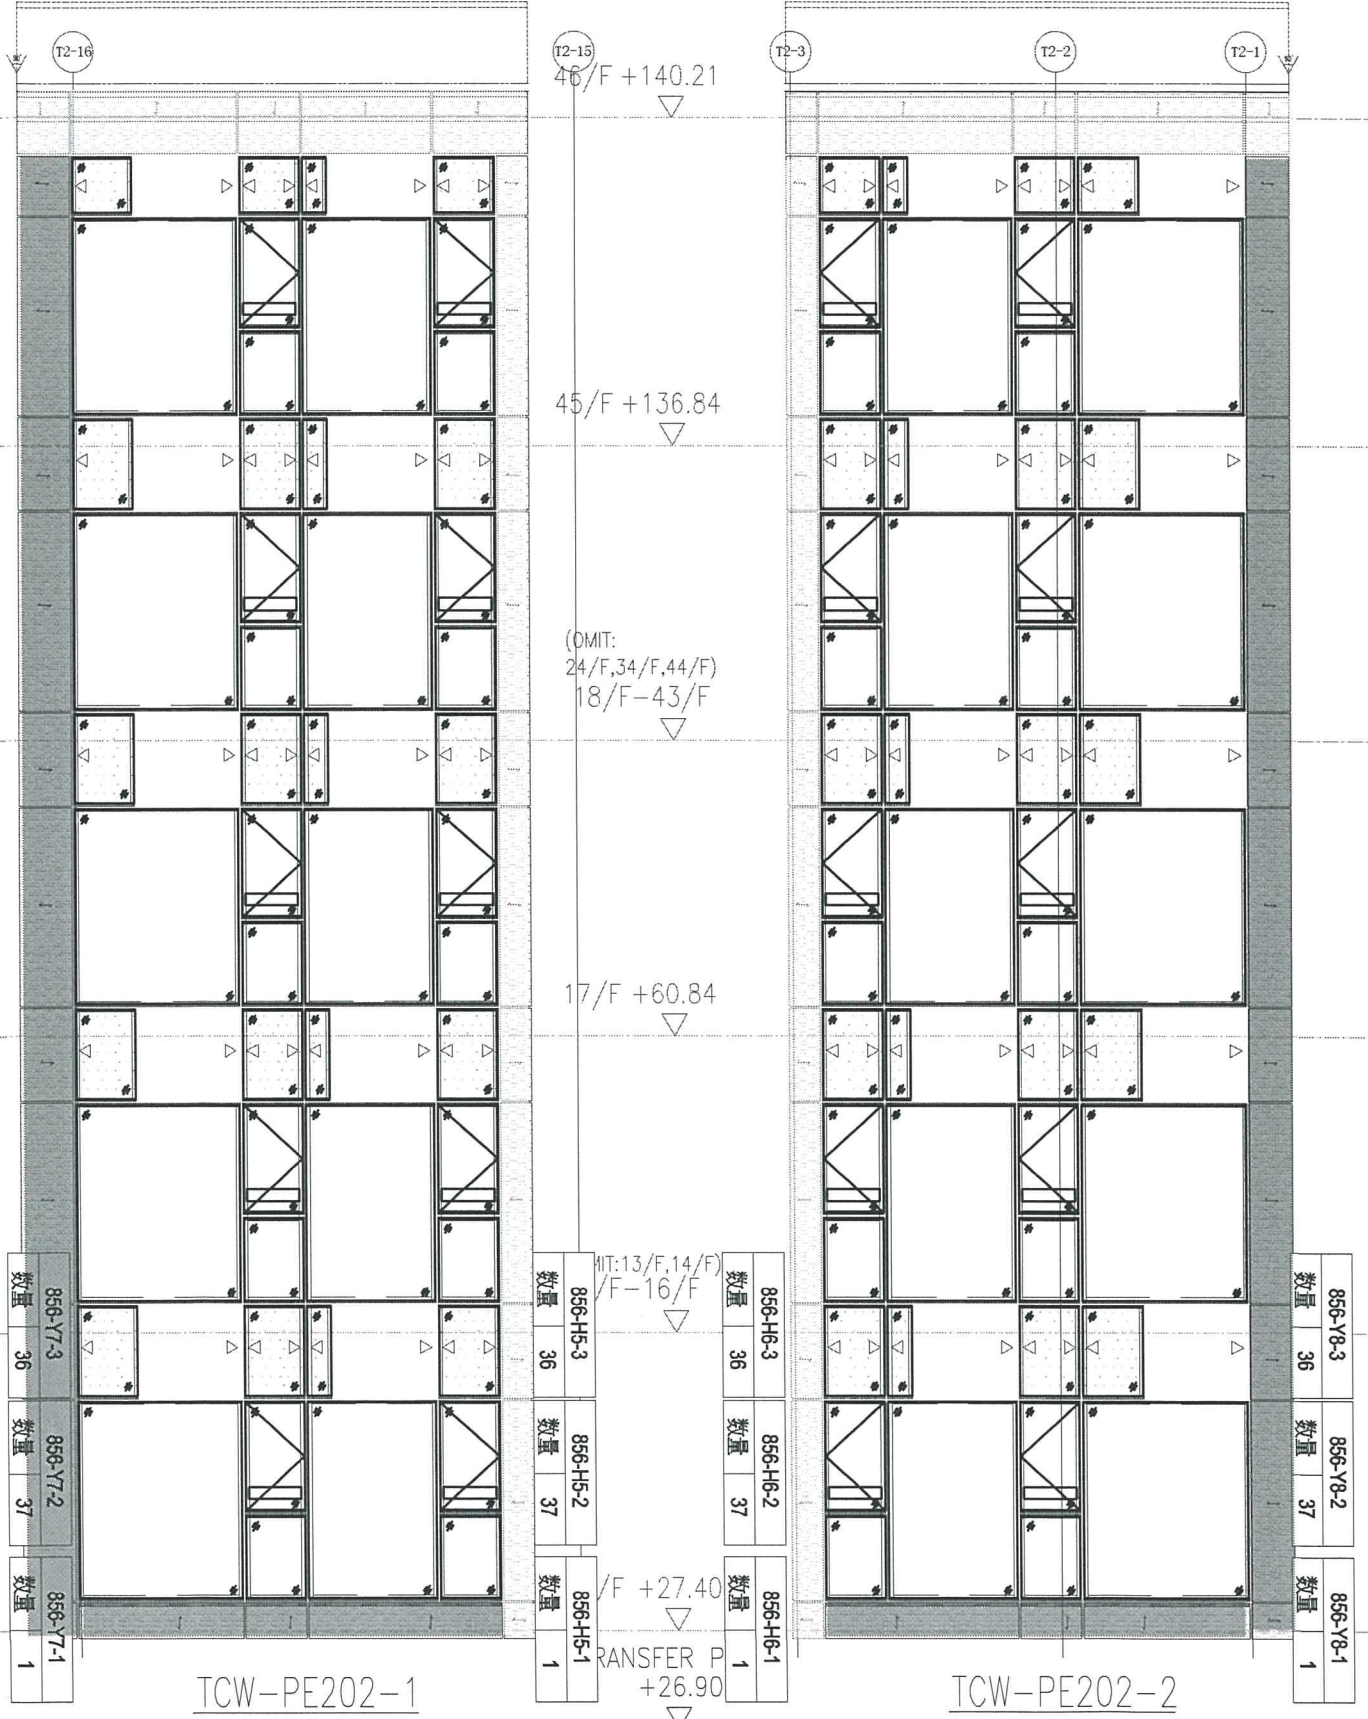 T2-16
T2-15
T2-3
T2-2
T2-1
46/F +140.21
45/F +136.84
(OMIT:
24/F,34/F,44/F)
18/F-43/F
17/F +60.84
MIT:13/F,14/F)
/F-16/F
856-Y7-3
数量 36
856-H5-3
数量 36
856-H6-3
数量 36
856-Y8-3
数量 36
856-Y7-2
数量 37
856-H5-2
数量 37
856-H6-2
数量 37
856-Y8-2
数量 37
856-Y7-1
数量 1
856-H5-1
数量 1
856-H6-1
数量 1
856-Y8-1
数量 1
/F +27.40
RANSFER P
+26.90
TCW-PE202-1
TCW-PE202-2